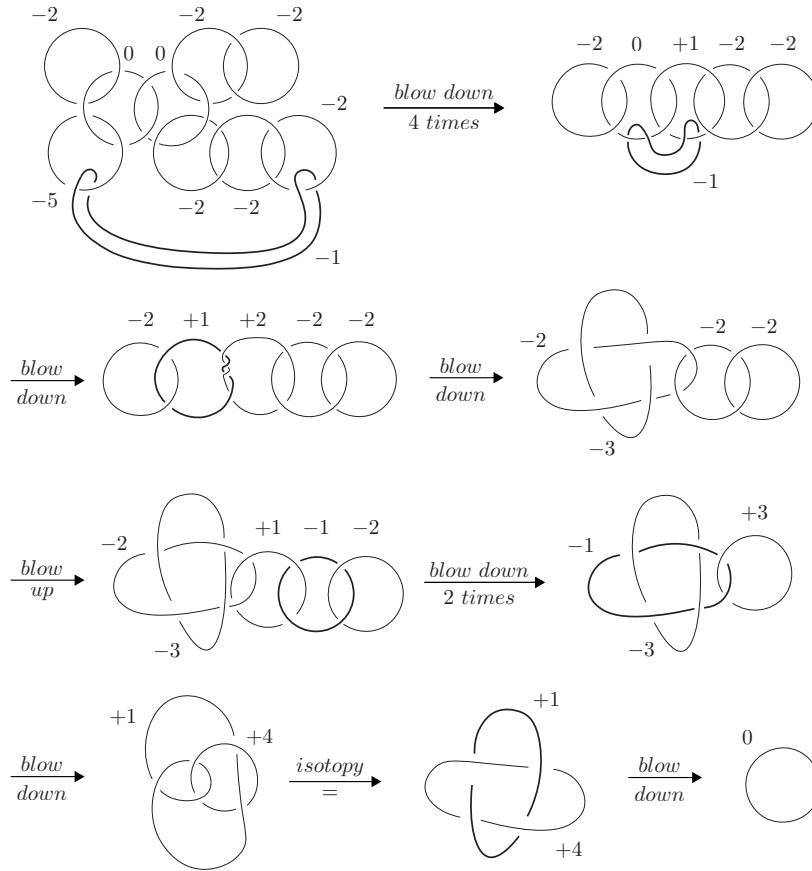 −2 −2
0 0
−2
−5
−2 −2
−1
blow down
4 times
−2 0 +1 −2 −2
−1
blow
down
−2 +1 +2 −2 −2
blow
down
−2 −2 −2
−3
blow
up
−2 +1 −1 −2
−3
blow down
2 times
−1 +3
−3
blow
down
+1 +4
isotopy
=
+1
+4
blow
down
0